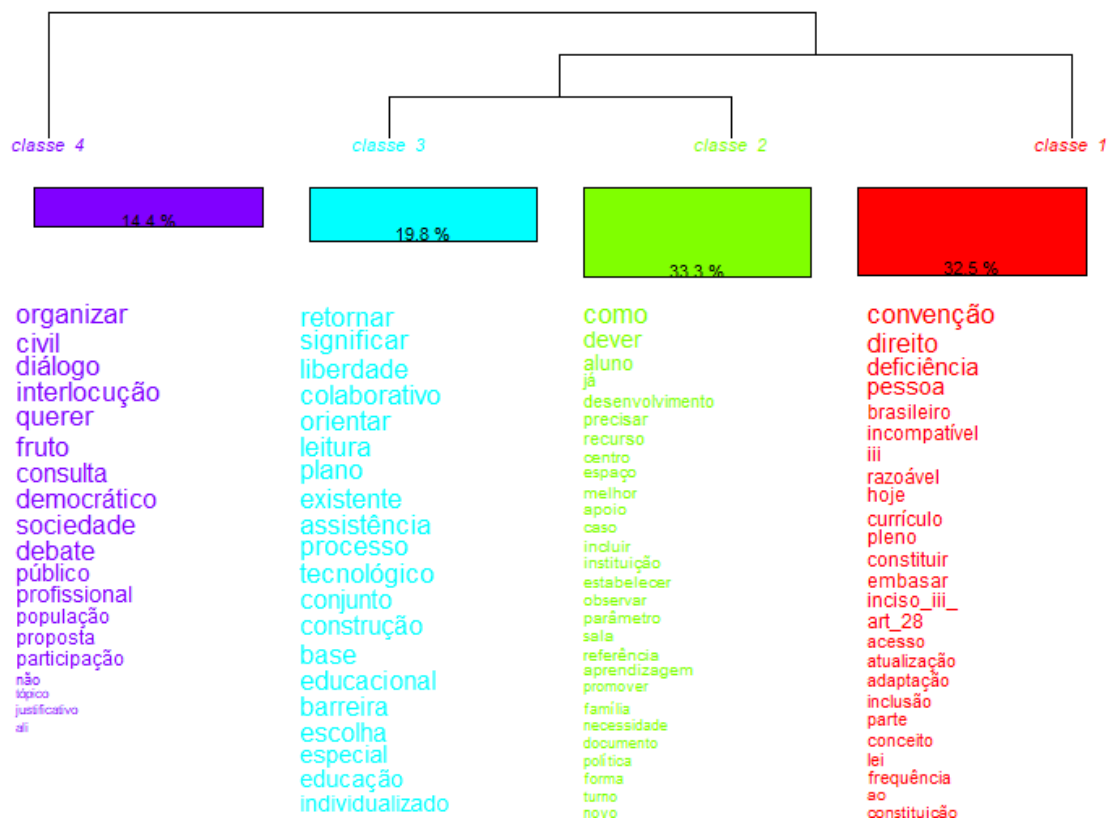 classe 4
classe 3
classe 2
classe 1
14.4 %
19.8 %
33.3 %
32.5 %
organizar
civil
diálogo
interlocução
querer
fruto
consulta
democrático
sociedade
debate
público
profissional
população
proposta
participação
não
tópico
justificativo
ali
retornar
significar
liberdade
colaborativo
orientar
leitura
plano
existente
assistência
processo
tecnológico
conjunto
construção
base
educacional
barreira
escolha
especial
educação
individualizado
como
dever
aluno
já
desenvolvimento
precisar
recurso
centro
espaço
melhor
apoio
caso
incluir
instituição
estabelecer
observar
parâmetro
sala
referência
aprendizagem
promover
família
necessidade
documento
política
forma
turno
novo
convenção
direito
deficiência
pessoa
brasileiro
incompatível
iii
razoável
hoje
currículo
pleno
constituir
embasar
inciso_iii_
art_28
acesso
atualização
adaptação
inclusão
parte
conceito
lei
frequência
ao
constituição